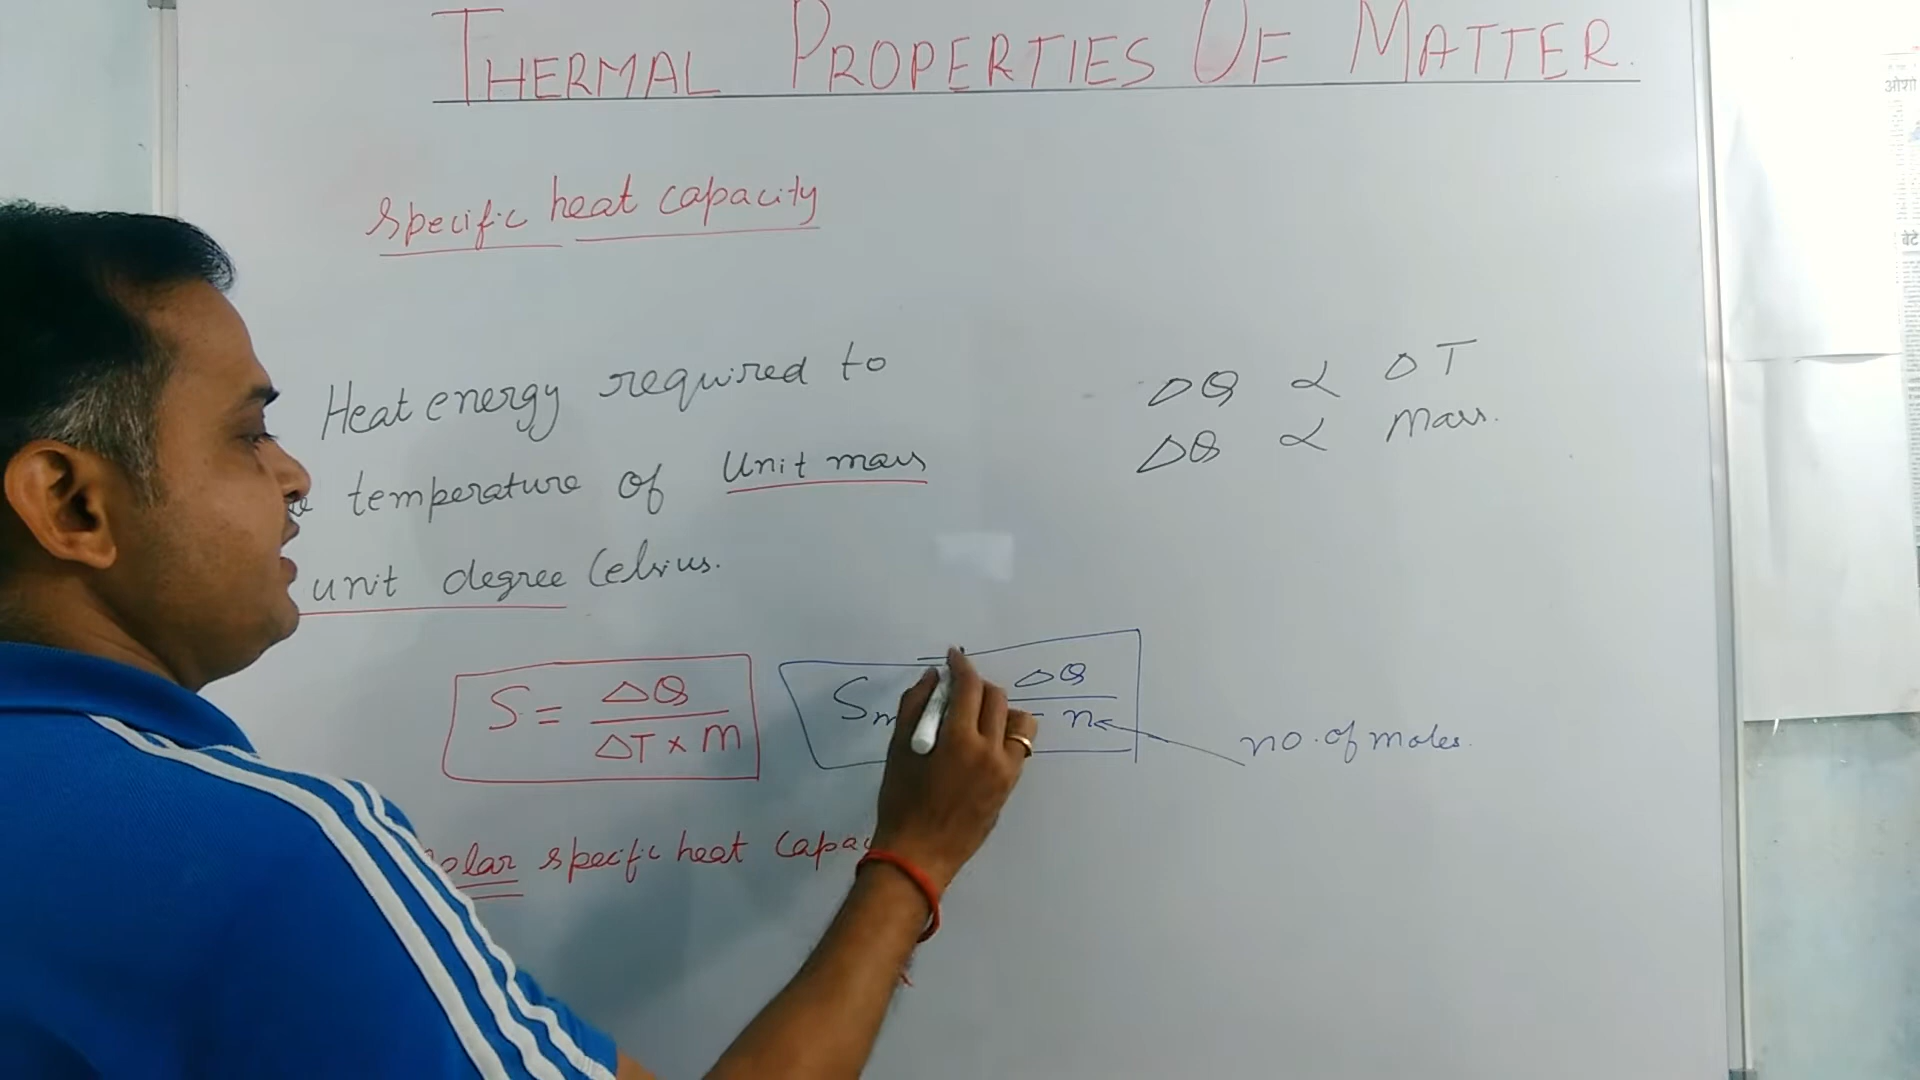 THERMAL PROPERTIES OF MATTER.
Specific heat capacity
Heat energy required to
temperature of Unit mass
unit degree Celsius.
ΔQ ∝ ΔT
ΔQ ∝ Mass.
S = ΔQ / ΔT × m
ΔQ
n
no. of moles.
specific heat
ओशो
बेटे